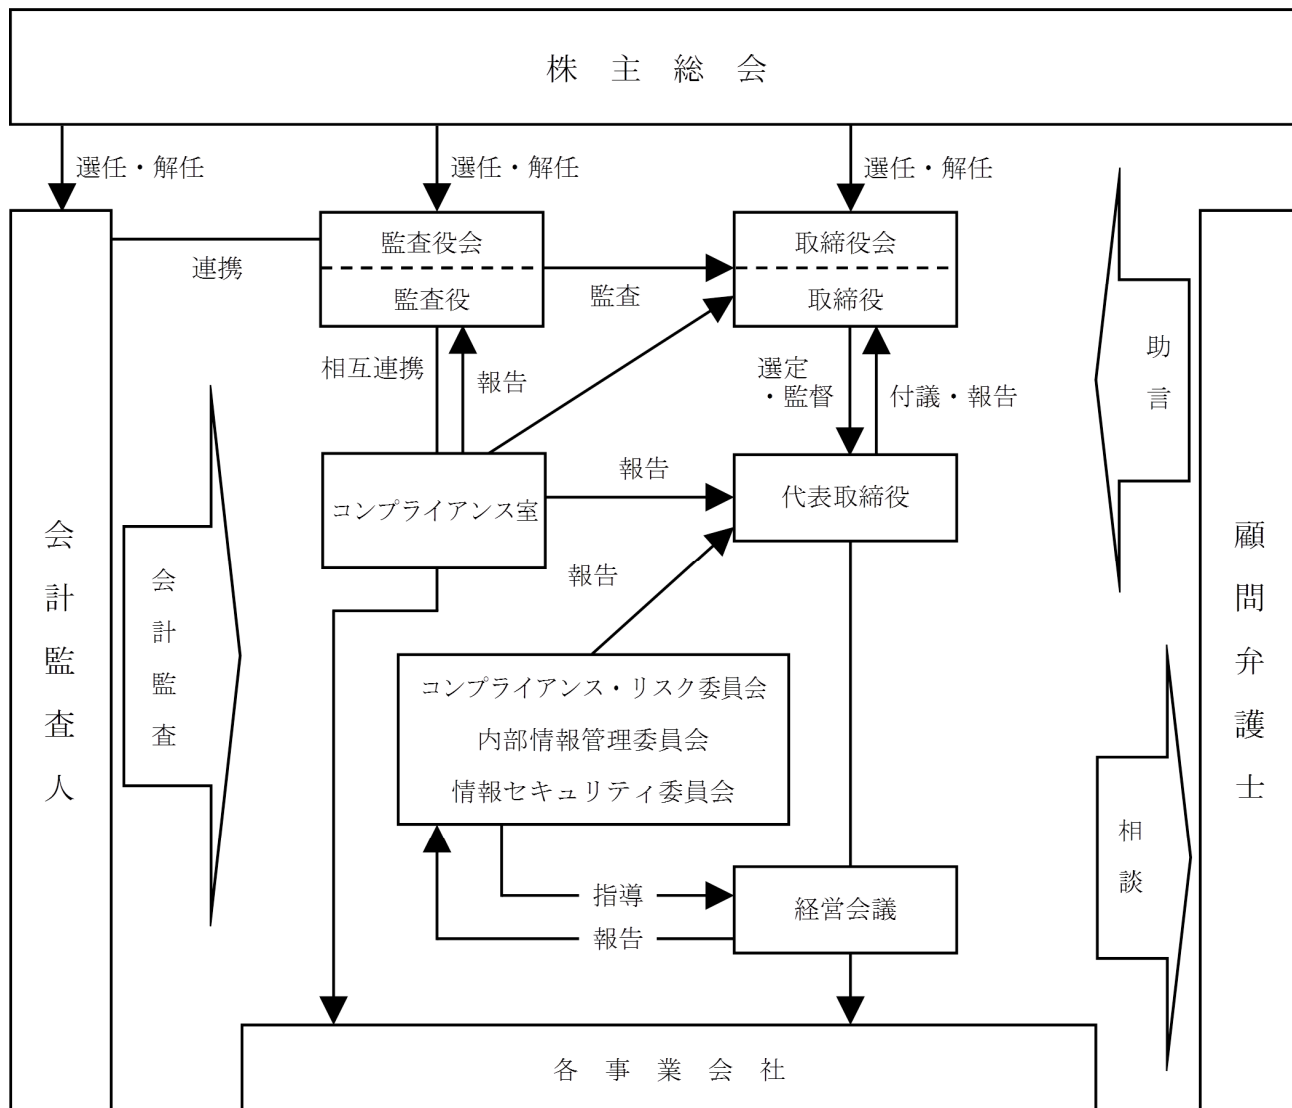 株主総会
選任・解任
選任・解任
選任・解任
監査役会
監査役
取締役会
取締役
連携
監査
相互連携
報告
選定
・監督
付議・報告
助言
コンプライアンス室
報告
代表取締役
報告
会計監査人
会計監査
顧問弁護士
コンプライアンス・リスク委員会
内部情報管理委員会
情報セキュリティ委員会
相談
指導
報告
経営会議
各事業会社